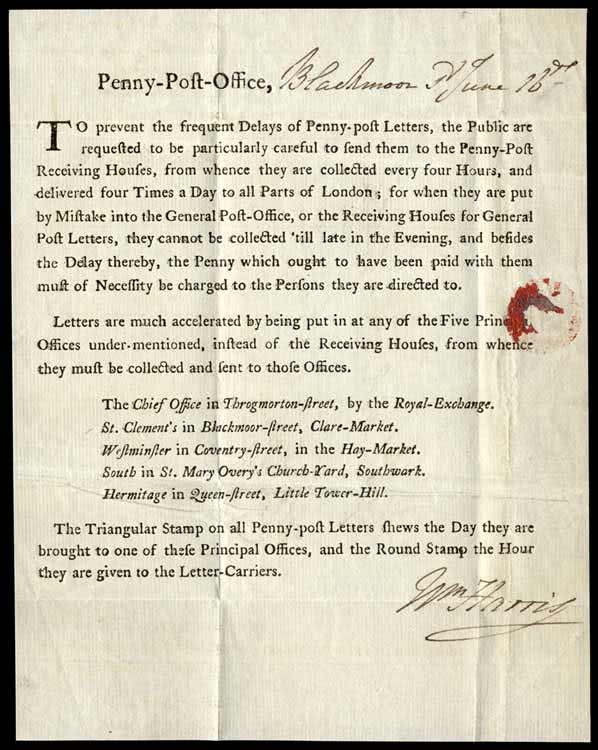 Penny-Poſt-Office, Blackmoor St June 16th
TO prevent the frequent Delays of Penny-poſt Letters, the Public are
requeſted to be particularly careful to ſend them to the Penny-Poſt
Receiving Houſes, from whence they are collected every four Hours, and
delivered four Times a Day to all Parts of London; for when they are put
by Miſtake into the General Poſt-Office, or the Receiving Houſes for General
Poſt Letters, they cannot be collected 'till late in the Evening, and beſides
the Delay thereby, the Penny which ought to have been paid with them
muſt of Neceſſity be charged to the Perſons they are directed to.
Letters are much accelerated by being put in at any of the Five
Offices under-mentioned, inſtead of the Receiving Houſes, from whence
they muſt be collected and ſent to thoſe Offices.
The Chief Office in Throgmorton-ſtreet, by the Royal-Exchange.
St. Clement's in Blackmoor-ſtreet, Clare-Market.
Weſtminſter in Coventry-ſtreet, in the Hay-Market.
South in St. Mary Overy's Church-Yard, Southwark.
Hermitage in Queen-ſtreet, Little Tower-Hill.
The Triangular Stamp on all Penny-poſt Letters ſhews the Day they are
brought to one of theſe Principal Offices, and the Round Stamp the Hour
they are given to the Letter-Carriers.
Wm Harris